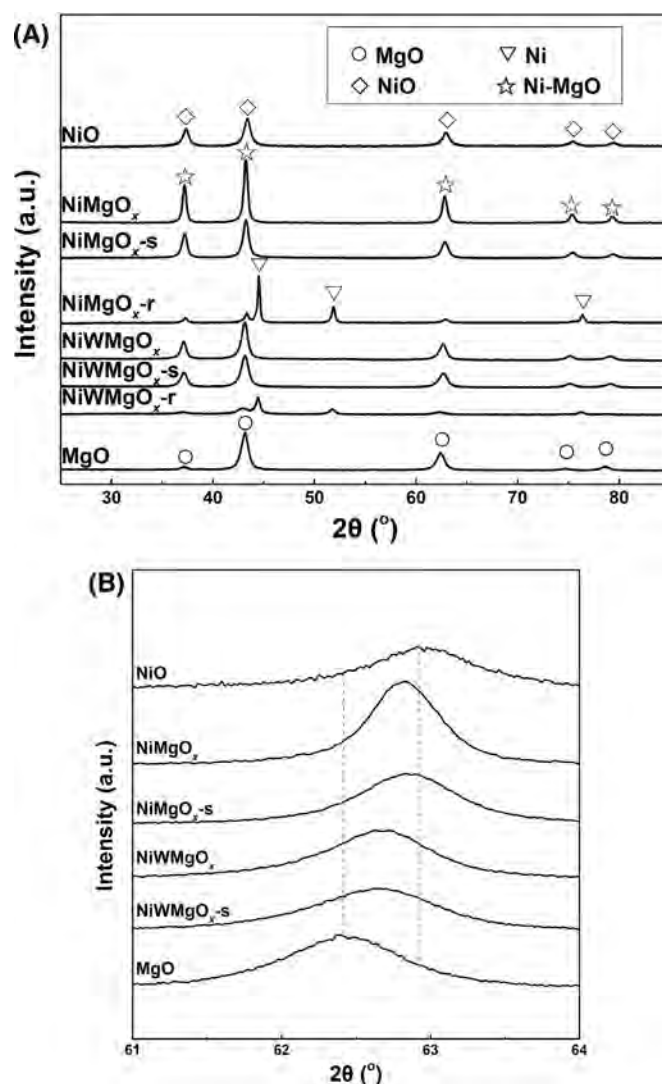 (A)
MgO Ni
NiO Ni-MgO
NiO
NiMgOₓ
NiMgOₓ-s
NiMgOₓ-r
NiWMgOₓ
NiWMgOₓ-s
NiWMgOₓ-r
MgO
Intensity (a.u.)
30 40 50 60 70 80
2θ (°)
(B)
NiO
NiMgOₓ
NiMgOₓ-s
NiWMgOₓ
NiWMgOₓ-s
MgO
Intensity (a.u.)
61 62 63 64
2θ (°)